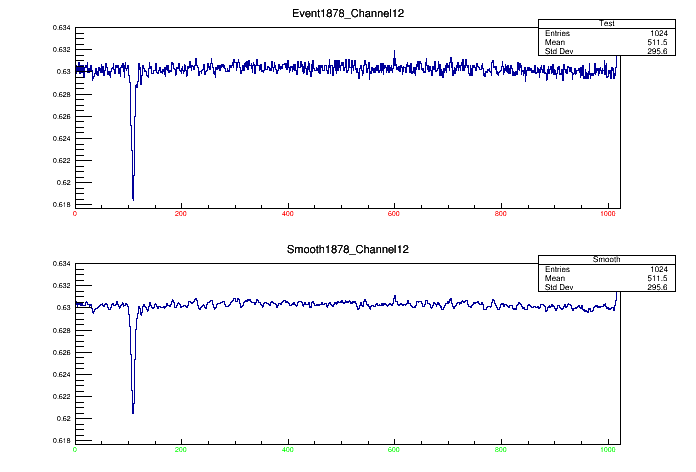 Event1878_Channel12
Test
Entries 1024
Mean 511.5
Std Dev 295.6
0.634
0.632
0.63
0.628
0.626
0.624
0.622
0.62
0.618
0 200 400 600 800 1000
Smooth1878_Channel12
Smooth
Entries 1024
Mean 511.5
Std Dev 295.6
0.634
0.632
0.63
0.628
0.626
0.624
0.622
0.62
0.618
0 200 400 600 800 1000